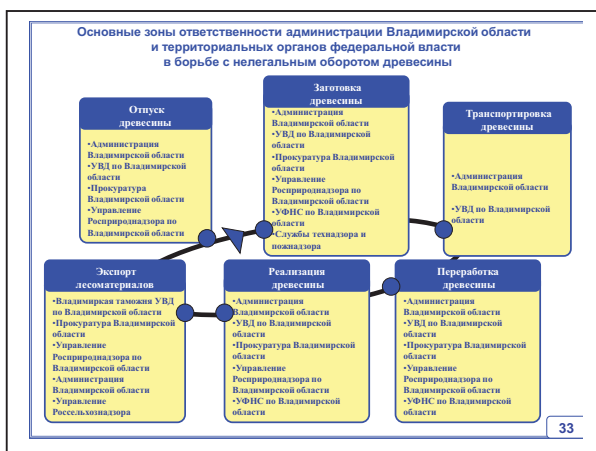 Основные зоны ответственности администрации Владимирской области
и территориальных органов федеральной власти
в борьбе с нелегальным оборотом древесины
Отпуск
древесины
•Администрация
Владимирской области
•УВД по Владимирской
области
•Прокуратура
Владимирской области
•Управление
Росприроднадзора по
Владимирской области
Заготовка
древесины
•Администрация
Владимирской области
•УВД по Владимирской
области
•Прокуратура Владимирской
области
•Управление
Росприроднадзора по
Владимирской области
•УФНС по Владимирской
области
•Службы технадзора и
пожнадзора
Транспортировка
древесины
•Администрация
Владимирской области
•УВД по Владимирской
области
Экспорт
лесоматериалов
•Владимиркая таможня УВД
по Владимирской области
•Прокуратура Владимирской
области
•Управление
Росприроднадзора по
Владимирской области
•Администрация
Владимирской области
•Управление
Россельхознадзора
Реализация
древесины
•Администрация
Владимирской области
•УВД по Владимирской
области
•Прокуратура Владимирской
области
•Управление
Росприроднадзора по
Владимирской области
•УФНС по Владимирской
области
Переработка
древесины
•Администрация
Владимирской области
•УВД по Владимирской
области
•Прокуратура Владимирской
области
•Управление
Росприроднадзора по
Владимирской области
•УФНС по Владимирской
области
33